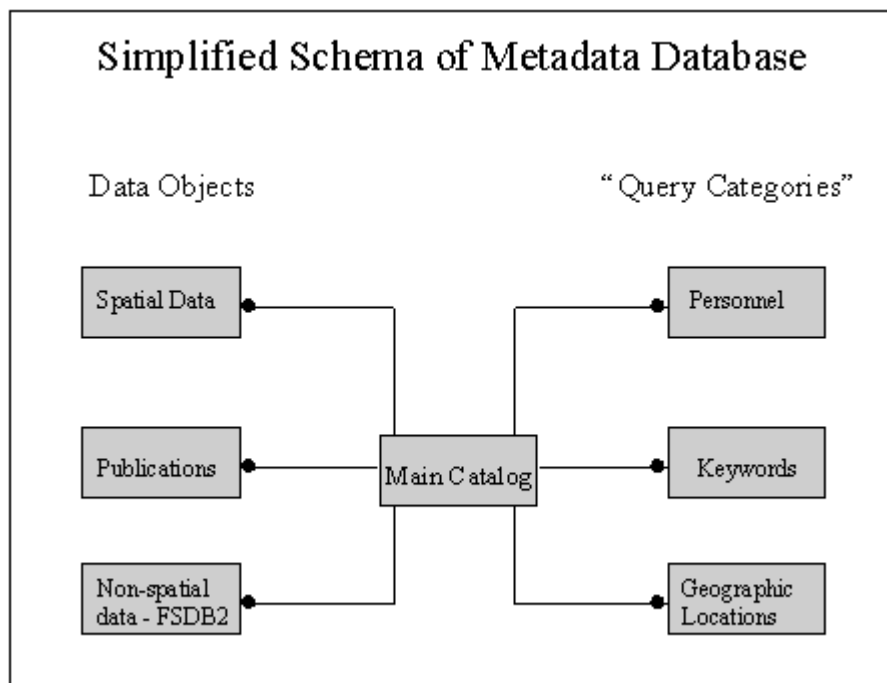 Simplified Schema of Metadata Database
Data Objects
“Query Categories”
Spatial Data
Personnel
Publications
Main Catalog
Keywords
Non-spatial
data - FSDB2
Geographic
Locations